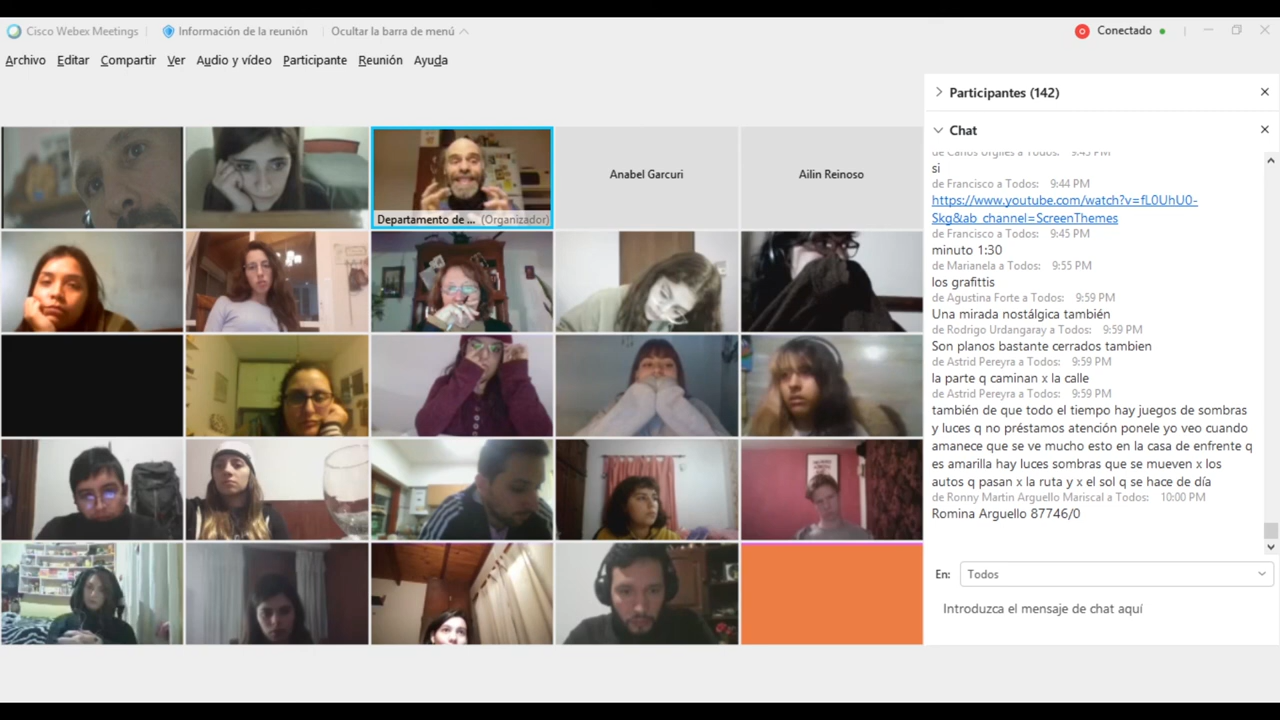 Cisco Webex Meetings
Información de la reunión
Ocultar la barra de menú
Conectado
Archivo Editar Compartir Ver Audio y vídeo Participante Reunión Ayuda
Participantes (142)
Chat
de Carlos Urgiles a Todos: 9:43 PM
si
de Francisco a Todos: 9:44 PM
https://www.youtube.com/watch?v=fL0UhU0-
Skg&ab_channel=ScreenThemes
de Francisco a Todos: 9:45 PM
minuto 1:30
de Marianela a Todos: 9:55 PM
los grafittis
de Agustina Forte a Todos: 9:59 PM
Una mirada nostálgica también
de Rodrigo Urdangaray a Todos: 9:59 PM
Son planos bastante cerrados tambien
de Astrid Pereyra a Todos: 9:59 PM
la parte q caminan x la calle
de Astrid Pereyra a Todos: 9:59 PM
también de que todo el tiempo hay juegos de sombras
y luces q no préstamos atención ponele yo veo cuando
amanece que se ve mucho esto en la casa de enfrente q
es amarilla hay luces sombras que se mueven x los
autos q pasan x la ruta y x el sol q se hace de día
de Ronny Martin Arguello Mariscal a Todos: 10:00 PM
Romina Arguello 87746/0
En: Todos
Introduzca el mensaje de chat aquí
Departamento de ... (Organizador)
Anabel Garcuri
Ailin Reinoso